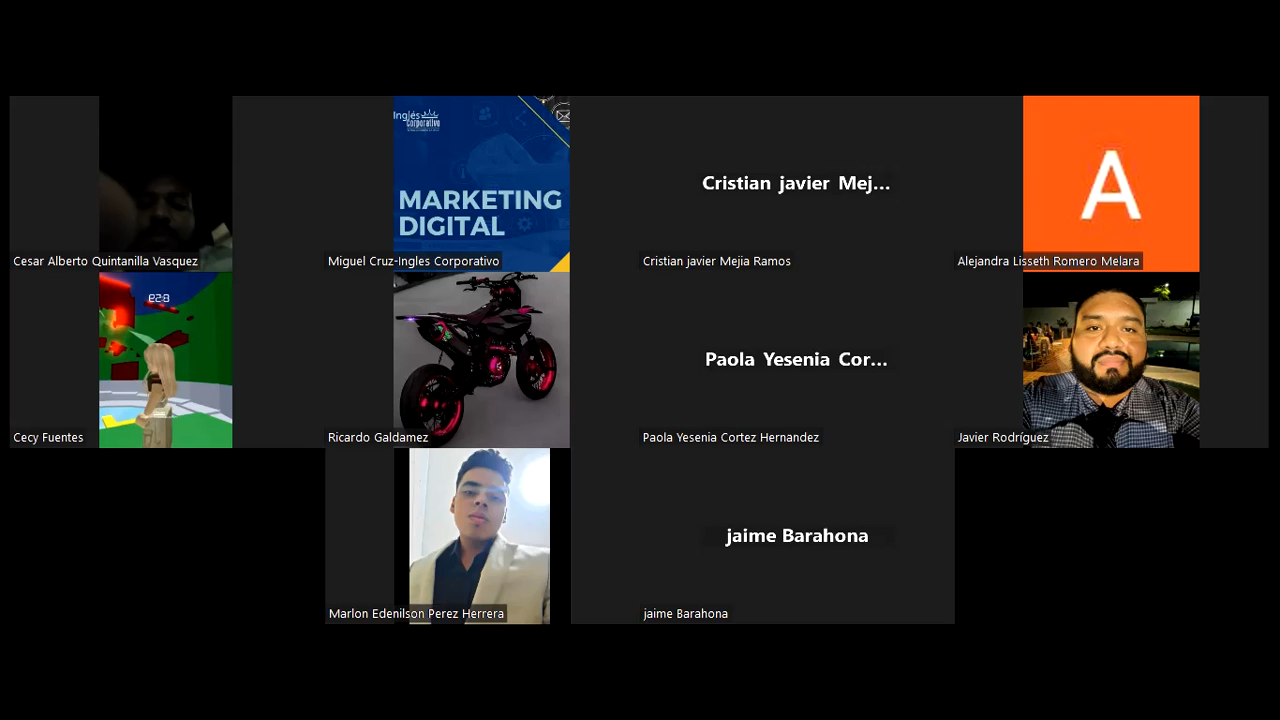 Inglés
Corporativo
MARKETING
DIGITAL
Cristian javier Mej...
A
Cesar Alberto Quintanilla Vasquez
Miguel Cruz-Ingles Corporativo
Cristian javier Mejia Ramos
Alejandra Lisseth Romero Melara
Paola Yesenia Cor...
Cecy Fuentes
Ricardo Galdamez
Paola Yesenia Cortez Hernandez
Javier Rodríguez
jaime Barahona
Marlon Edenilson Perez Herrera
jaime Barahona